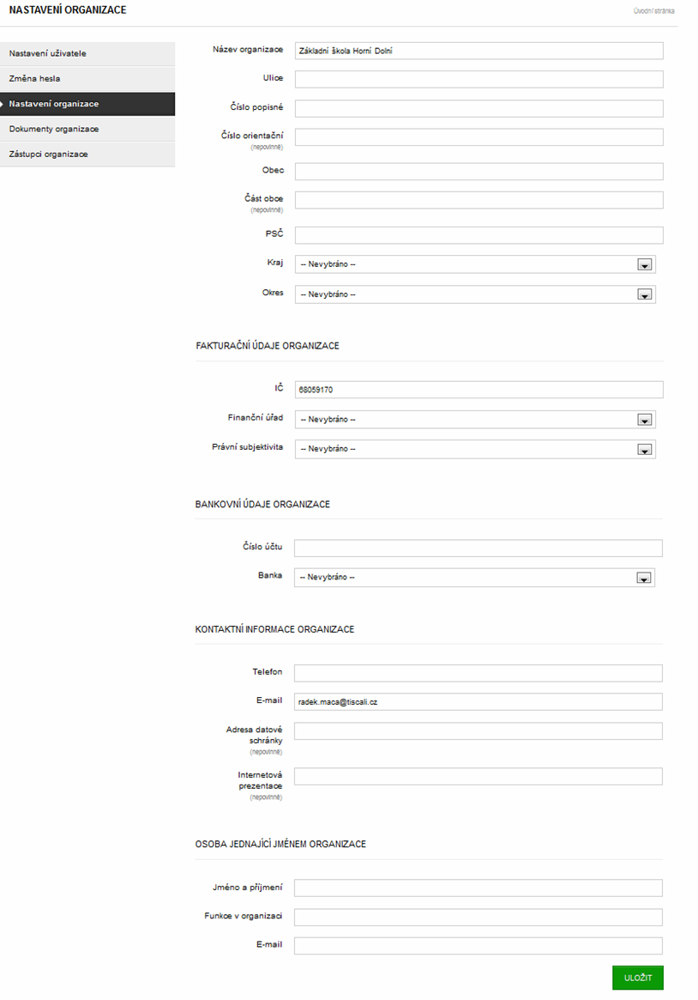 NASTAVENÍ ORGANIZACE
Úvodní stránka
Nastavení uživatele
Změna hesla
Nastavení organizace
Dokumenty organizace
Zástupci organizace
Název organizace Základní škola Horní Dolní
Ulice
Číslo popisné
Číslo orientační
(nepovinné)
Obec
Část obce
(nepovinné)
PSČ
Kraj -- Nevybráno --
Okres -- Nevybráno --
FAKTURAČNÍ ÚDAJE ORGANIZACE
IČ 68059170
Finanční úřad -- Nevybráno --
Právní subjektivita -- Nevybráno --
BANKOVNÍ ÚDAJE ORGANIZACE
Číslo účtu
Banka -- Nevybráno --
KONTAKTNÍ INFORMACE ORGANIZACE
Telefon
E-mail radek.maca@tiscali.cz
Adresa datové
schránky
(nepovinné)
Internetová
prezentace
(nepovinné)
OSOBA JEDNAJÍCÍ JMÉNEM ORGANIZACE
Jméno a příjmení
Funkce v organizaci
E-mail
ULOŽIT